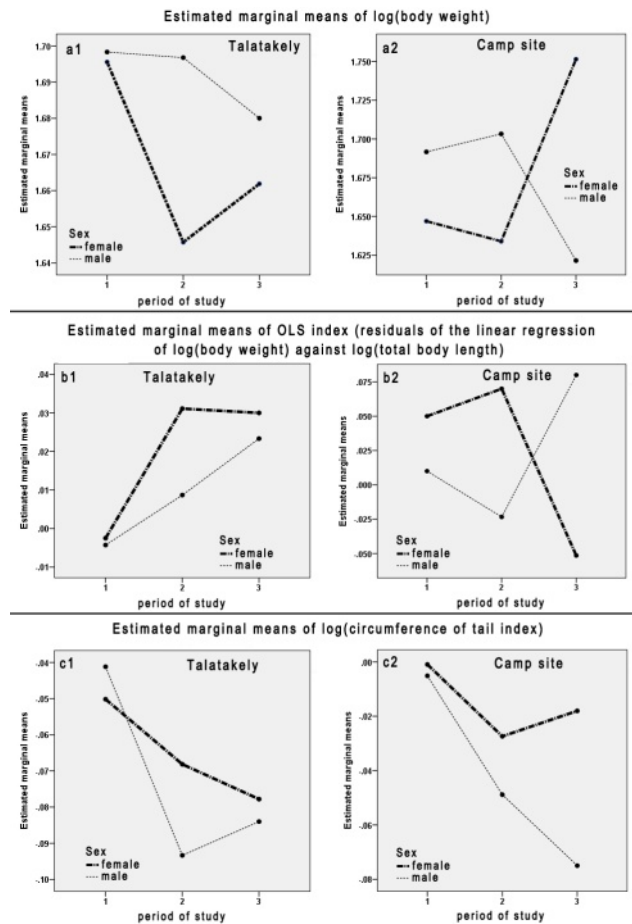 Estimated marginal means of log(body weight)
a1 Talatakely
Estimated marginal means
1.70
1.69
1.68
1.66
1.66
1.65
1.64
Sex
female
male
1 2 3
period of study
a2 Camp site
Estimated marginal means
1.750
1.725
1.700
1.675
1.650
1.625
Sex
female
male
1 2 3
period of study
Estimated marginal means of OLS index (residuals of the linear regression
of log(body weight) against log(total body length)
b1 Talatakely
Estimated marginal means
.04
.03
.02
.01
.00
.01
Sex
female
male
1 2 3
period of study
b2 Camp site
Estimated marginal means
.075
.050
.025
.000
-.025
-.050
Sex
female
male
1 2 3
period of study
Estimated marginal means of log(circumference of tail index)
c1 Talatakely
Estimated marginal means
-.04
-.05
-.06
-.07
-.08
-.09
-.10
Sex
female
male
1 2 3
period of study
c2 Camp site
Estimated marginal means
.00
-.02
-.04
-.06
-.08
Sex
female
male
1 2 3
period of study